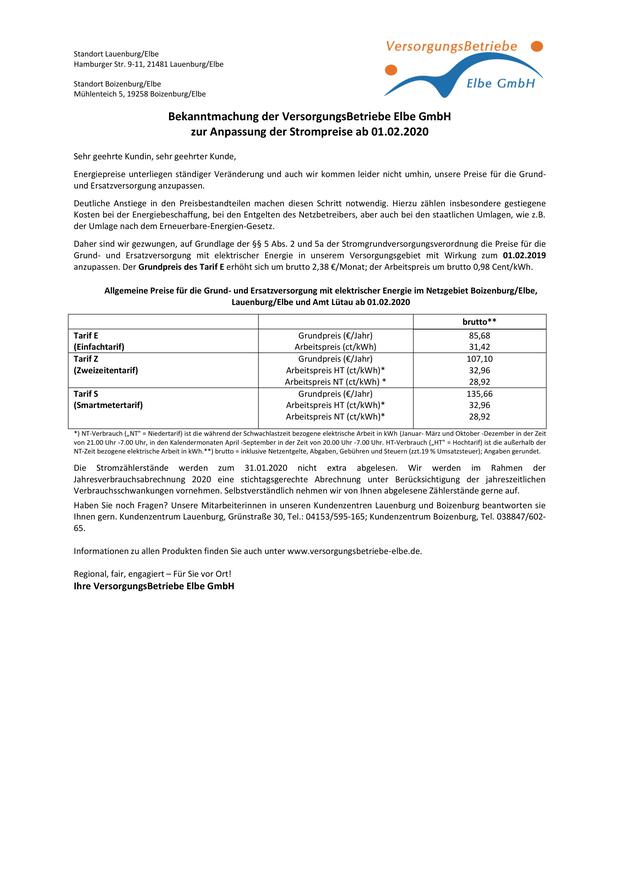 Standort Lauenburg/Elbe
Hamburger Str. 9-11, 21481 Lauenburg/Elbe
Standort Boizenburg/Elbe
Mühlenteich 5, 19258 Boizenburg/Elbe
VersorgungsBetriebe
Elbe GmbH
Bekanntmachung der VersorgungsBetriebe Elbe GmbH
zur Anpassung der Strompreise ab 01.02.2020
Sehr geehrte Kundin, sehr geehrter Kunde,
Energiepreise unterliegen ständiger Veränderung und auch wir kommen leider nicht umhin, unsere Preise für die Grund-
und Ersatzversorgung anzupassen.
Deutliche Anstiege in den Preisbestandteilen machen diesen Schritt notwendig. Hierzu zählen insbesondere gestiegene
Kosten bei der Energiebeschaffung, bei den Entgelten des Netzbetreibers, aber auch bei den staatlichen Umlagen, wie z.B.
der Umlage nach dem Erneuerbare-Energien-Gesetz.
Daher sind wir gezwungen, auf Grundlage der §§ 5 Abs. 2 und 5a der Stromgrundversorgungsverordnung die Preise für die
Grund- und Ersatzversorgung mit elektrischer Energie in unserem Versorgungsgebiet mit Wirkung zum 01.02.2019
anzupassen. Der Grundpreis des Tarif E erhöht sich um brutto 2,38 €/Monat; der Arbeitspreis um brutto 0,98 Cent/kWh.
Allgemeine Preise für die Grund- und Ersatzversorgung mit elektrischer Energie im Netzgebiet Boizenburg/Elbe,
Lauenburg/Elbe und Amt Lütau ab 01.02.2020
brutto**
Tarif E Grundpreis (€/Jahr) 85,68
(Einfachtarif) Arbeitspreis (ct/kWh) 31,42
Tarif Z Grundpreis (€/Jahr) 107,10
(Zweizeitentarif) Arbeitspreis HT (ct/kWh)* 32,96
Arbeitspreis NT (ct/kWh) * 28,92
Tarif S Grundpreis (€/Jahr) 135,66
(Smartmetertarif) Arbeitspreis HT (ct/kWh)* 32,96
Arbeitspreis NT (ct/kWh)* 28,92
*) NT-Verbrauch („NT" = Niedertarif) ist die während der Schwachlastzeit bezogene elektrische Arbeit in kWh (Januar- März und Oktober -Dezember in der Zeit
von 21.00 Uhr -7.00 Uhr, in den Kalendermonaten April -September in der Zeit von 20.00 Uhr -7.00 Uhr. HT-Verbrauch („HT" = Hochtarif) ist die außerhalb der
NT-Zeit bezogene elektrische Arbeit in kWh.**) brutto = inklusive Netzentgelte, Abgaben, Gebühren und Steuern (zzt.19 % Umsatzsteuer); Angaben gerundet.
Die Stromzählerstände werden zum 31.01.2020 nicht extra abgelesen. Wir werden im Rahmen der
Jahresverbrauchsabrechnung 2020 eine stichtagsgerechte Abrechnung unter Berücksichtigung der jahreszeitlichen
Verbrauchsschwankungen vornehmen. Selbstverständlich nehmen wir von Ihnen abgelesene Zählerstände gerne auf.
Haben Sie noch Fragen? Unsere Mitarbeiterinnen in unseren Kundenzentren Lauenburg und Boizenburg beantworten sie
Ihnen gern. Kundenzentrum Lauenburg, Grünstraße 30, Tel.: 04153/595-165; Kundenzentrum Boizenburg, Tel. 038847/602-
65.
Informationen zu allen Produkten finden Sie auch unter www.versorgungsbetriebe-elbe.de.
Regional, fair, engagiert – Für Sie vor Ort!
Ihre VersorgungsBetriebe Elbe GmbH